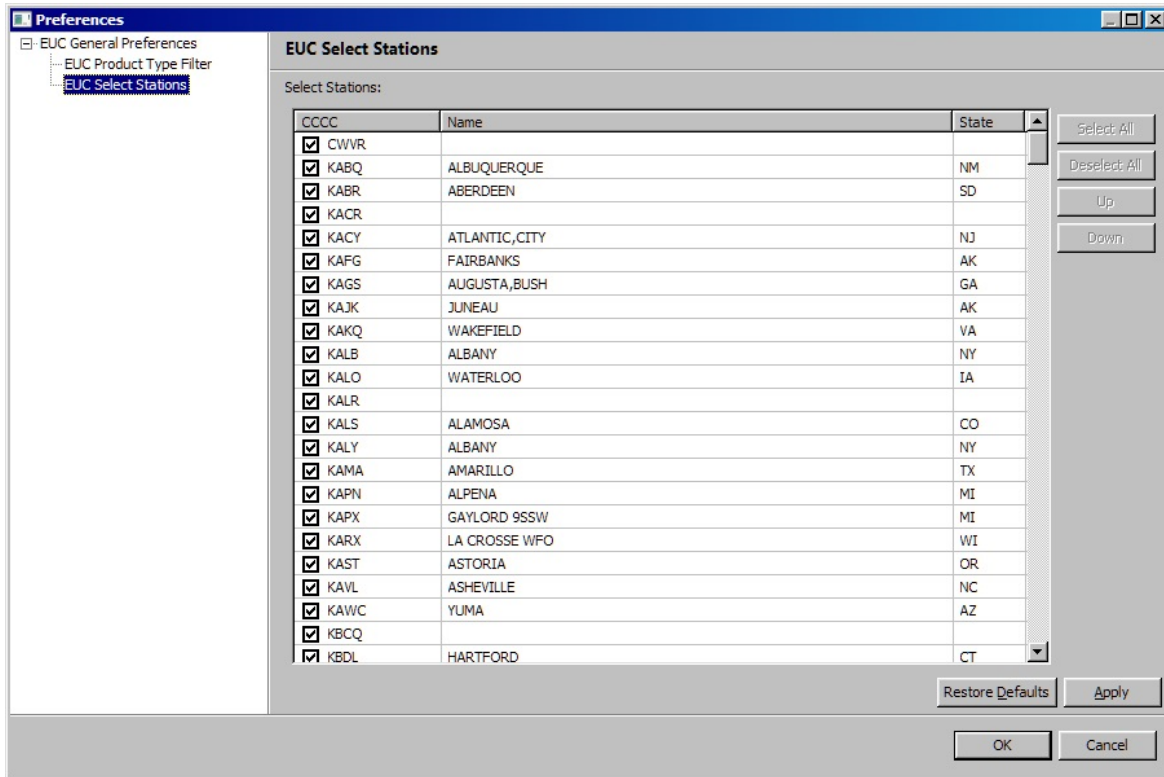 Preferences
EUC General Preferences
EUC Product Type Filter
EUC Select Stations
EUC Select Stations
Select Stations:
CCCC Name State
CWVR
KABQ ALBUQUERQUE NM
KABR ABERDEEN SD
KACR
KACY ATLANTIC,CITY NJ
KAFG FAIRBANKS AK
KAGS AUGUSTA,BUSH GA
KAJK JUNEAU AK
KAKQ WAKEFIELD VA
KALB ALBANY NY
KALO WATERLOO IA
KALR
KALS ALAMOSA CO
KALY ALBANY NY
KAMA AMARILLO TX
KAPN ALPENA MI
KAPX GAYLORD 9SSW MI
KARX LA CROSSE WFO WI
KAST ASTORIA OR
KAVL ASHEVILLE NC
KAWC YUMA AZ
KBCQ
KBDL HARTFORD CT
Select All
Deselect All
Up
Down
Restore Defaults Apply
OK Cancel